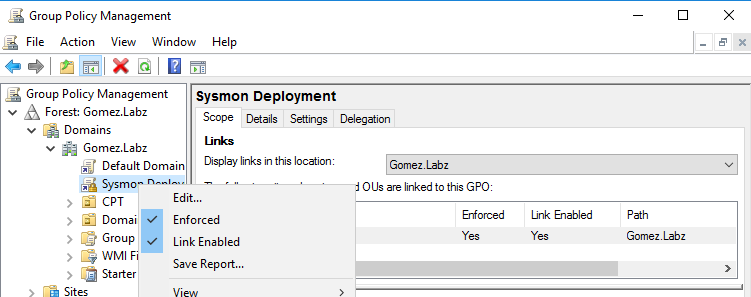 Group Policy Management
File Action View Window Help
Group Policy Management
Forest: Gomez.Labz
Domains
Gomez.Labz
Default Domain
Sysmon Deploy
CPT
Domai
Group
WMI Fi
Starter
Sites
Edit...
Enforced
Link Enabled
Save Report...
View
Sysmon Deployment
Scope Details Settings Delegation
Links
Display links in this location: Gomez.Labz
OUs are linked to this GPO:
Enforced Link Enabled Path
Yes Yes Gomez.Labz